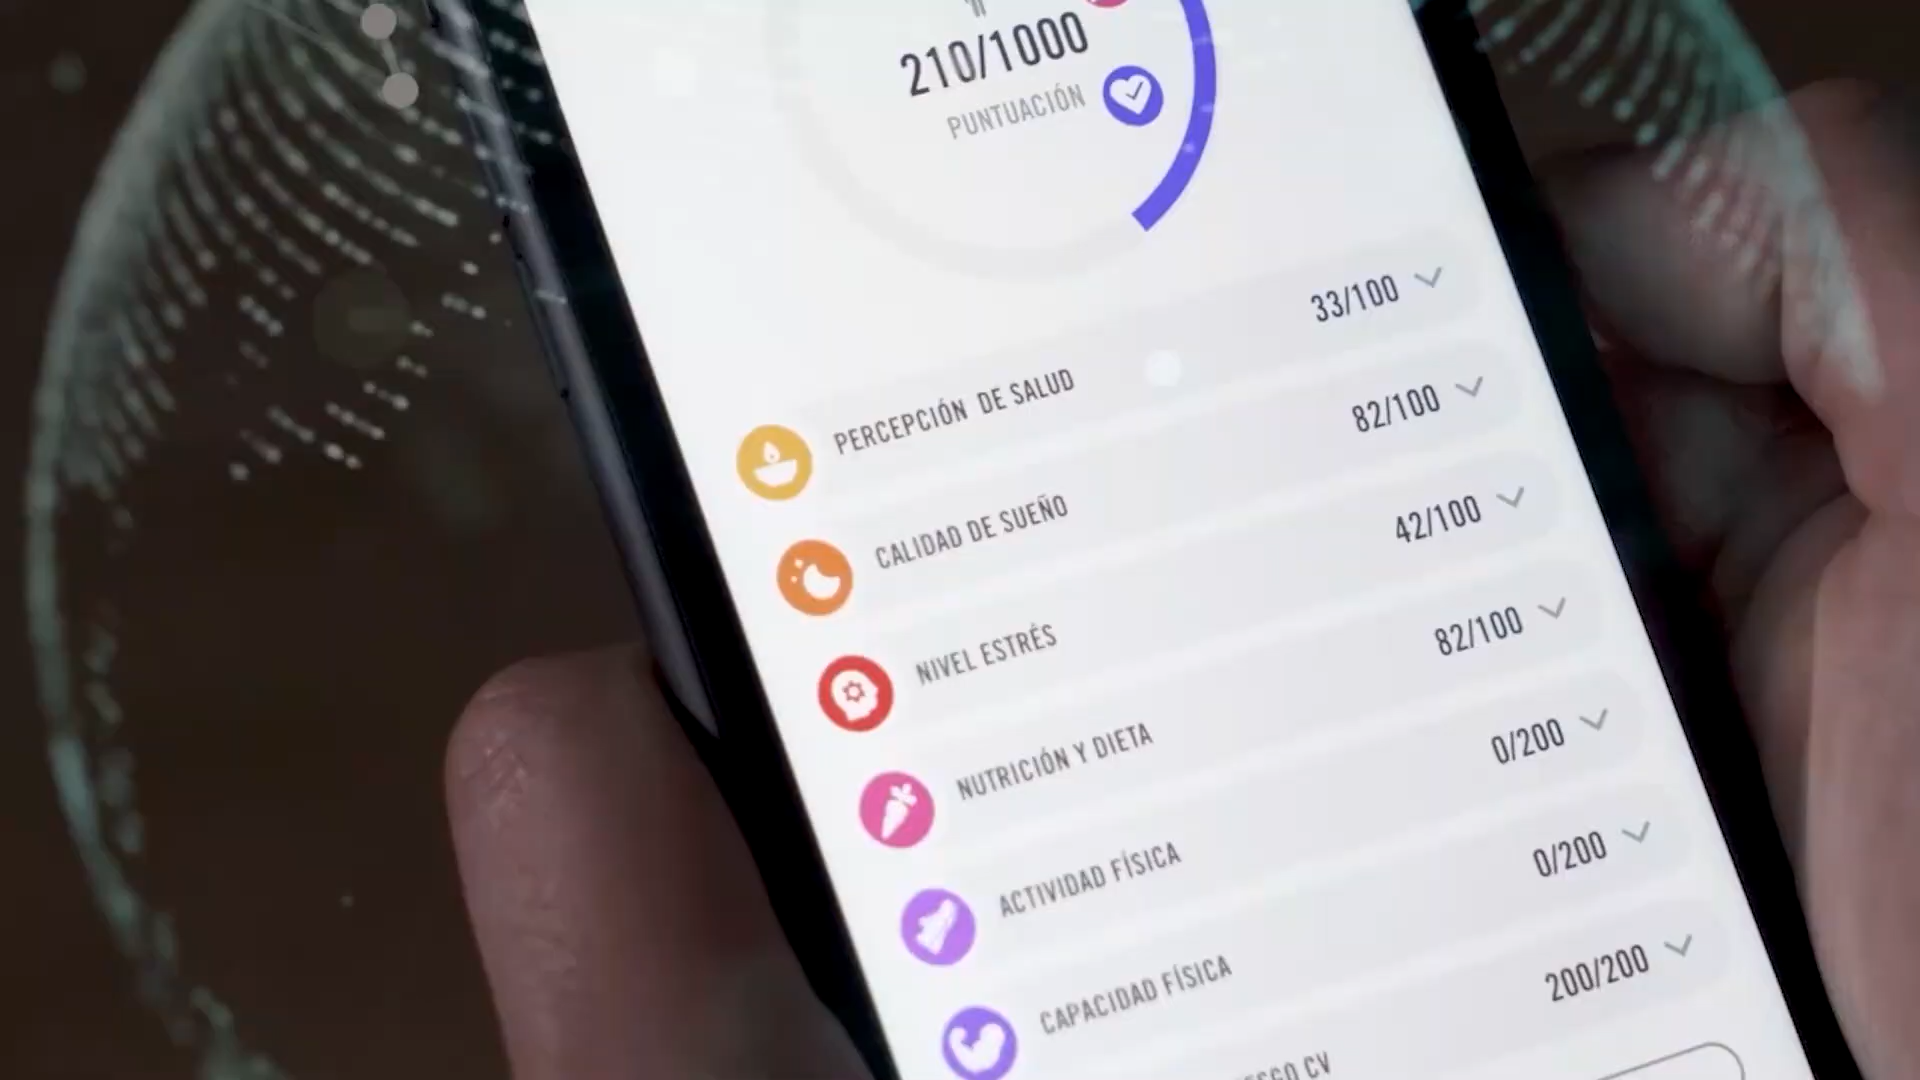 210/1000
PUNTUACIÓN
PERCEPCIÓN DE SALUD 33/100
CALIDAD DE SUEÑO 82/100
NIVEL ESTRÉS 42/100
NUTRICIÓN Y DIETA 82/100
ACTIVIDAD FÍSICA 0/200
CAPACIDAD FÍSICA 0/200
CV 200/200